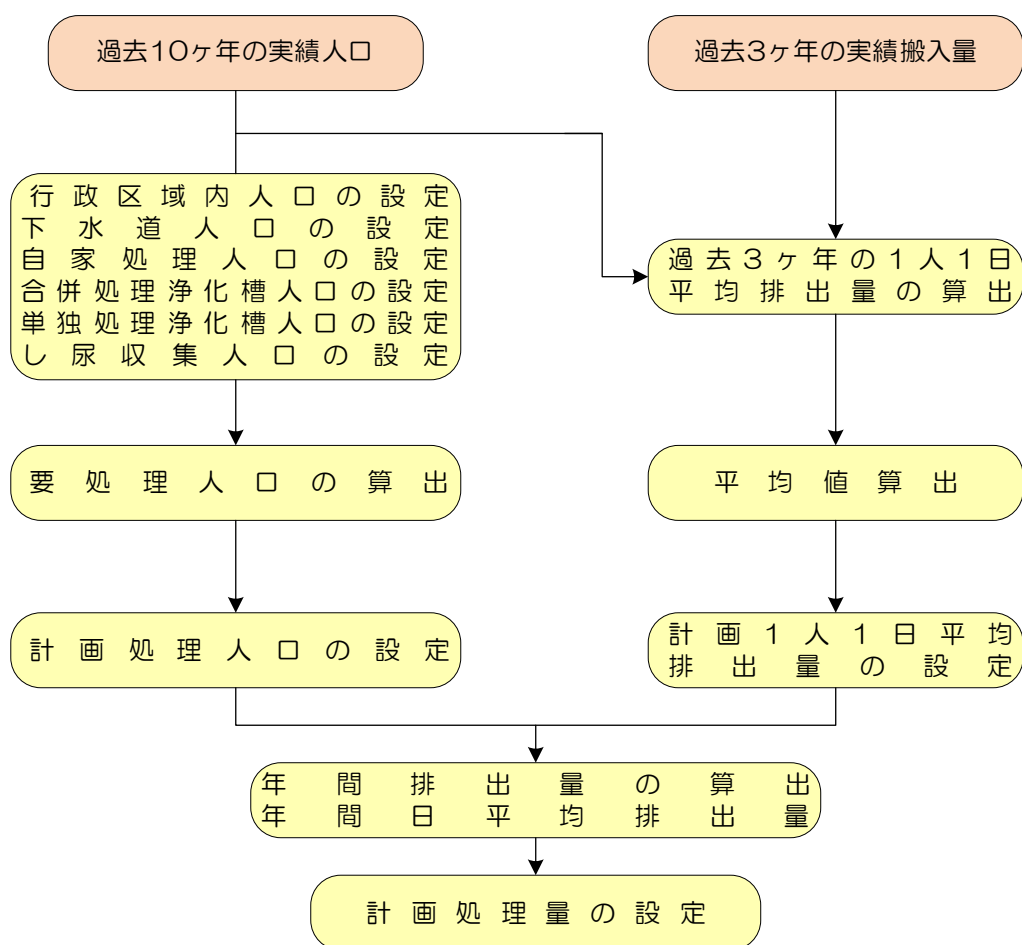 過去10ヶ年の実績人口
過去3ヶ年の実績搬入量
行政区域内人口の設定
下水道人口の設定
自家処理人口の設定
合併処理浄化槽人口の設定
単独処理浄化槽人口の設定
し尿収集人口の設定
過去3ヶ年の1人1日
平均排出量の算出
要処理人口の算出
平均値算出
計画処理人口の設定
計画1人1日平均
排出量の設定
年間排出量の算出
年間日平均排出量
計画処理量の設定